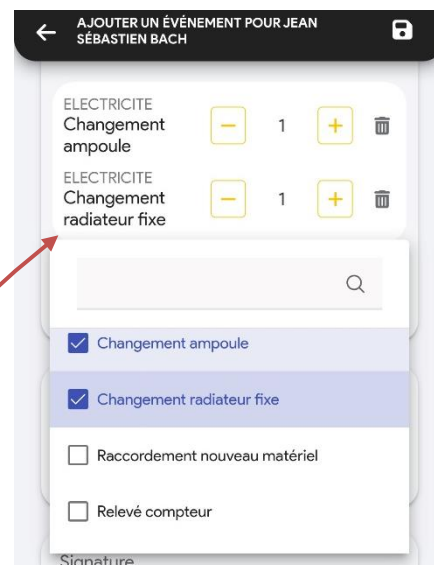 AJOUTER UN ÉVÉNEMENT POUR JEAN
SÉBASTIEN BACH
ELECTRICITE
Changement
ampoule
1
ELECTRICITE
Changement
radiateur fixe
1
Changement ampoule
Changement radiateur fixe
Raccordement nouveau matériel
Relevé compteur
Signature